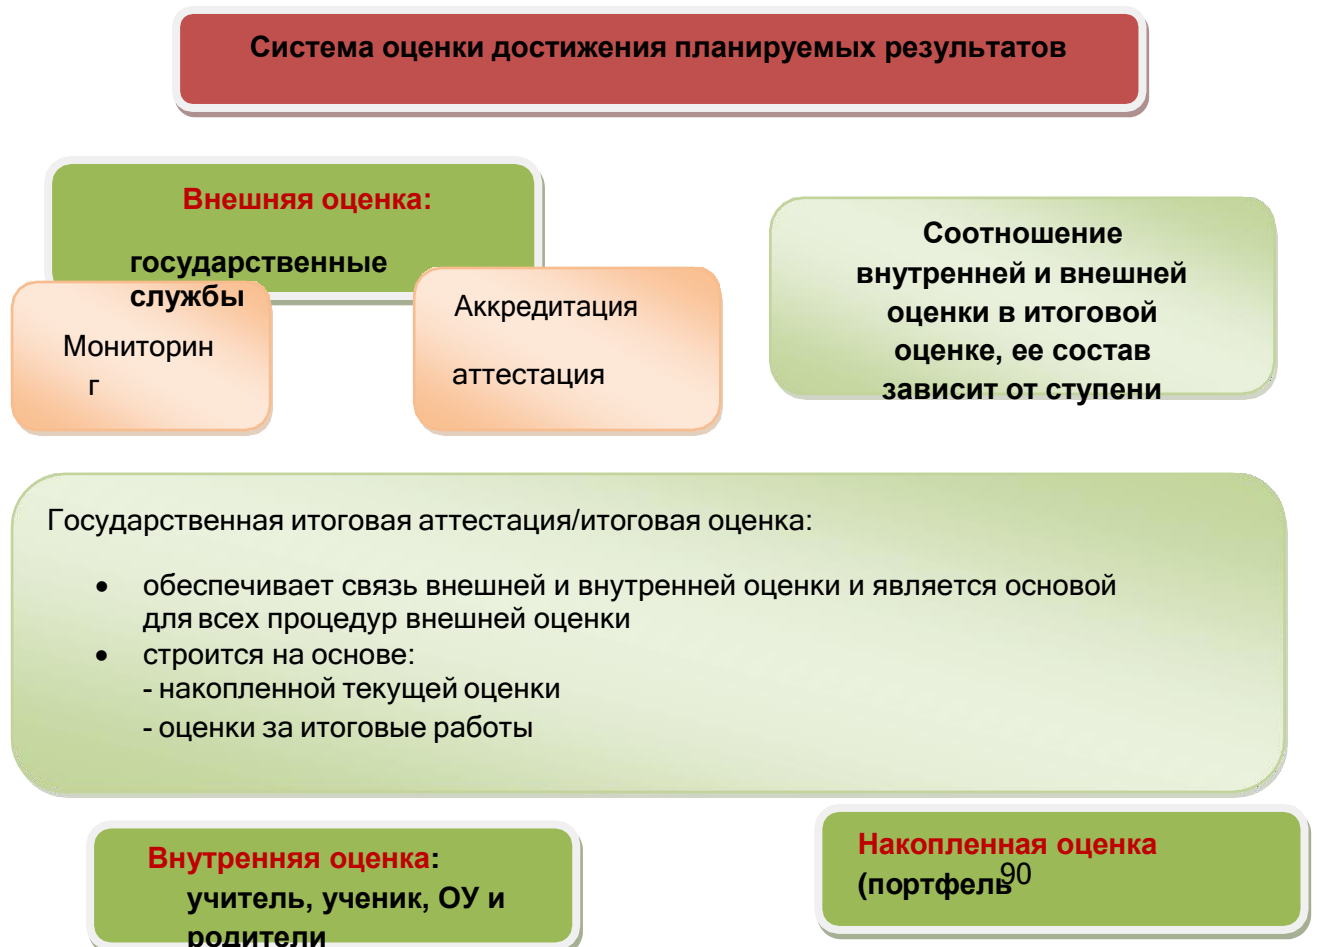 Система оценки достижения планируемых результатов
Внешняя оценка:
государственные
службы
Мониторин
г
Аккредитация
аттестация
Соотношение
внутренней и внешней
оценки в итоговой
оценке, ее состав
зависит от ступени
Государственная итоговая аттестация/итоговая оценка:
• обеспечивает связь внешней и внутренней оценки и является основой
для всех процедур внешней оценки
• строится на основе:
- накопленной текущей оценки
- оценки за итоговые работы
Внутренняя оценка:
учитель, ученик, ОУ и
родители
Накопленная оценка
(портфель
90